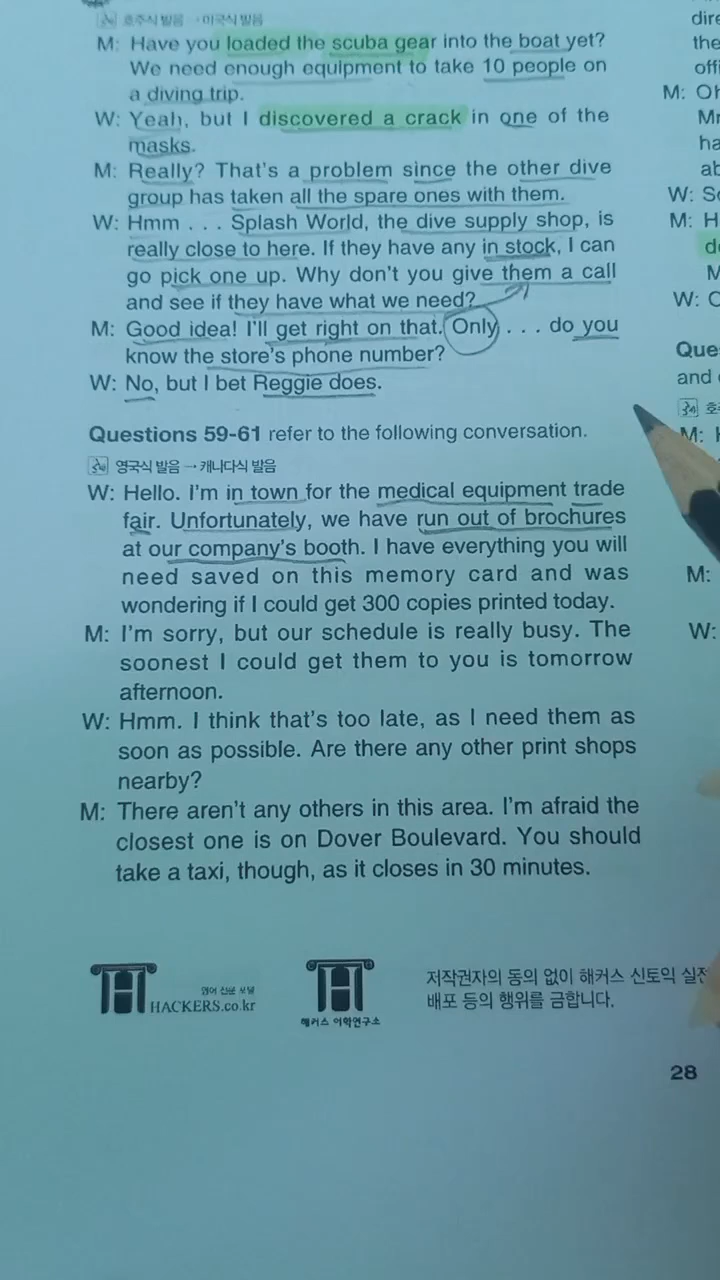 호주식 발음 → 미국식 발음
M: Have you loaded the scuba gear into the boat yet?
We need enough equipment to take 10 people on
a diving trip.
W: Yeah, but I discovered a crack in one of the
masks.
M: Really? That's a problem since the other dive
group has taken all the spare ones with them.
W: Hmm . . . Splash World, the dive supply shop, is
really close to here. If they have any in stock, I can
go pick one up. Why don't you give them a call
and see if they have what we need?
M: Good idea! I'll get right on that. Only . . . do you
know the store's phone number?
W: No, but I bet Reggie does.
Questions 59-61 refer to the following conversation.
영국식 발음 → 캐나다식 발음
W: Hello. I'm in town for the medical equipment trade
fair. Unfortunately, we have run out of brochures
at our company's booth. I have everything you will
need saved on this memory card and was
wondering if I could get 300 copies printed today.
M: I'm sorry, but our schedule is really busy. The
soonest I could get them to you is tomorrow
afternoon.
W: Hmm. I think that's too late, as I need them as
soon as possible. Are there any other print shops
nearby?
M: There aren't any others in this area. I'm afraid the
closest one is on Dover Boulevard. You should
take a taxi, though, as it closes in 30 minutes.
dire
the
offi
M: Oh
Mr
ha
ab
W: So
M: H
d
M
W: C
Que
and
호
M:
M:
W:
영어 전문 포털
HACKERS.co.kr
해커스 어학연구소
저작권자의 동의 없이 해커스 신토익 실전
배포 등의 행위를 금합니다.
28